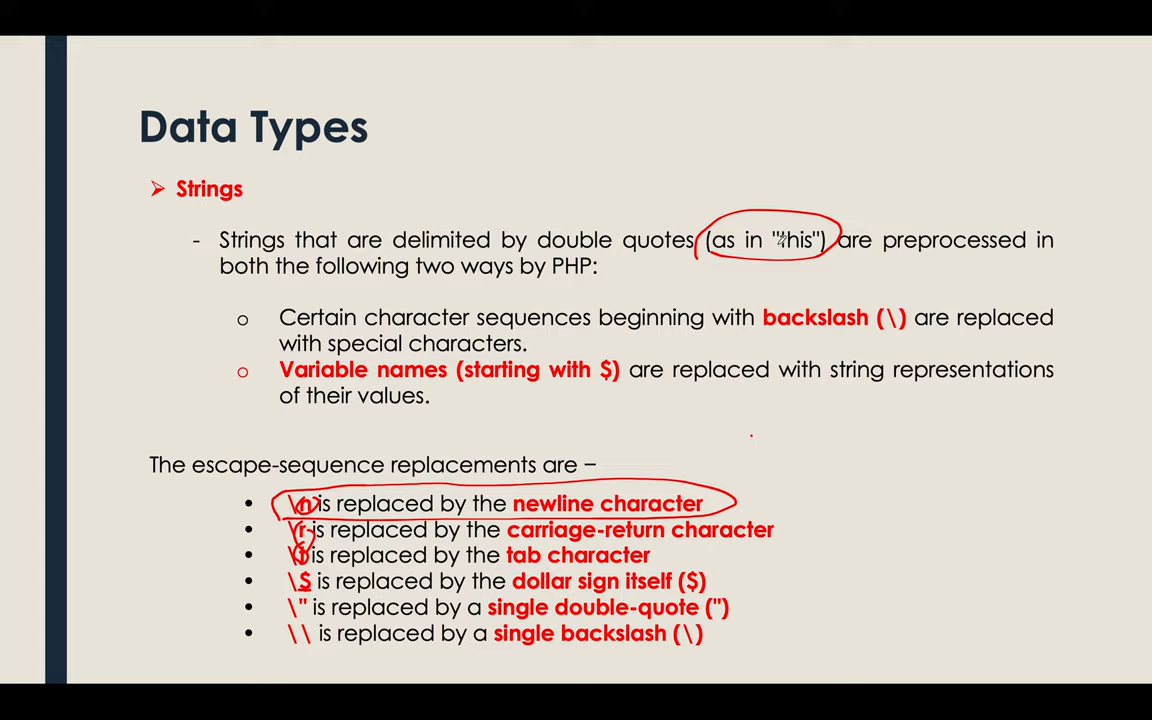 Data Types
➢ Strings
- Strings that are delimited by double quotes (as in "this") are preprocessed in
both the following two ways by PHP:
o Certain character sequences beginning with backslash (\) are replaced
with special characters.
o Variable names (starting with $) are replaced with string representations
of their values.
The escape-sequence replacements are −
• \n is replaced by the newline character
• \r is replaced by the carriage-return character
• \t is replaced by the tab character
• \$ is replaced by the dollar sign itself ($)
• \" is replaced by a single double-quote (")
• \\ is replaced by a single backslash (\)